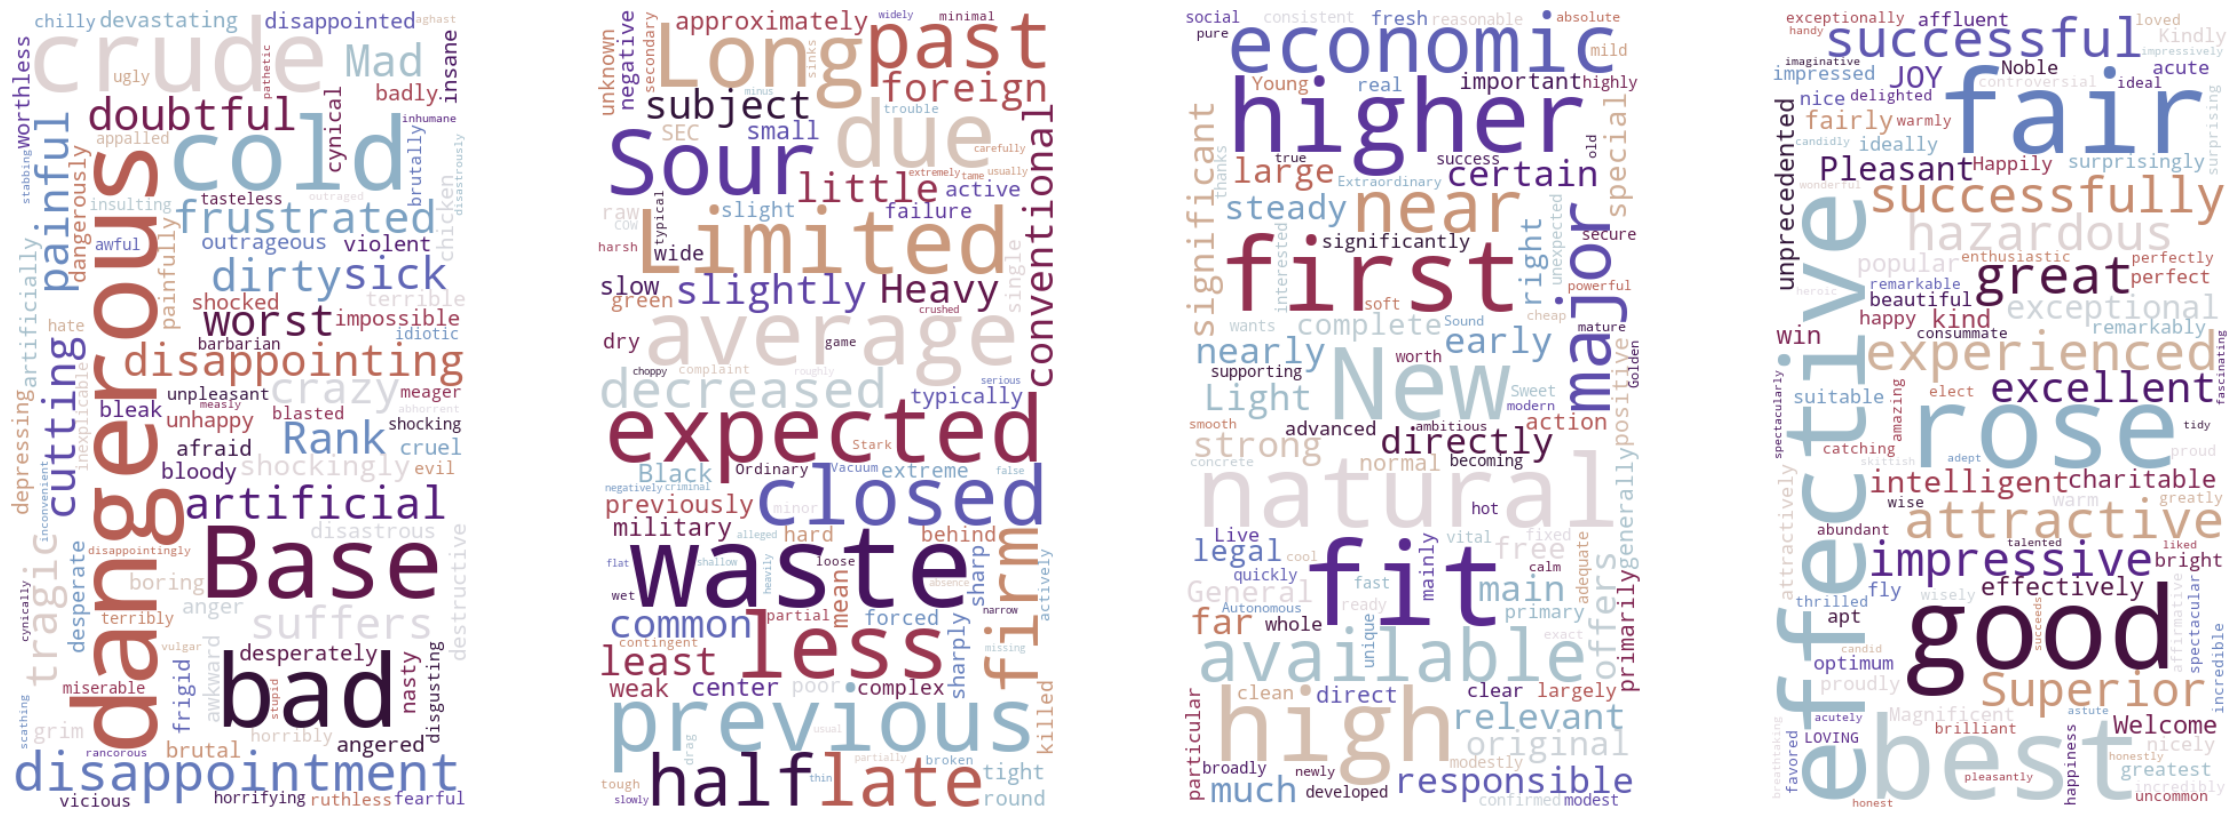 chilly
devastating
disappointed
aghast
crude
worthless
ugly
pathetic
Mad
insane
badly
doubtful
cynical
inhumane
cold
appalled
painful
stabbing
dangerously
brutally
disastrously
insulting
tasteless
outraged
frustrated
chicken
awful
outrageous
violent
painfully
dirty
sick
artificially
dangerous
shocked
terrible
worst
impossible
hate
barbarian
idiotic
disappointing
cutting
inexplicable
crazy
unpleasant
meager
measly
abhorrent
bleak
unhappy
blasted
shocking
depressing
Rank
afraid
cruel
bloody
shockingly
evil
inconvenient
artificial
Base
disastrous
destructive
disappointingly
tragic
desperate
boring
cynically
anger
terribly
suffers
vulgar
awkward
desperately
bad
miserable
frigid
stupid
nasty
disgusting
scathing
grim
horribly
angered
rancorous
brutal
disappointment
vicious
horrifying
ruthless
fearful
approximately
widely
minimal
unknown
negative
secondary
Long
sinks
past
foreign
minus
subject
trouble
SEC
small
due
conventional
Sour
carefully
extremely
tame
usually
little
active
raw
cow
typical
slight
failure
harsh
wide
Limited
single
slow
green
slightly
Heavy
crushed
dry
average
game
choppy
complaint
roughly
serious
decreased
typically
expected
Stark
Black
Ordinary
Vacuum
extreme
false
negatively
criminal
closed
previously
minor
military
alleged
hard
behind
firm
flat
shallow
heavily
loose
waste
absence
sharp
actively
wet
partial
mean
forced
narrow
common
less
contingent
sharply
missing
least
weak
center
poor
complex
previous
usual
killed
drag
partially
broken
tough
half
late
thin
tight
slowly
round
social
consistent
fresh
reasonable
absolute
pure
economic
mild
Young
real
important
highly
higher
significant
thanks
special
large
true
success
old
Extraordinary
certain
steady
near
interested
right
unexpected
major
significantly
secure
first
soft
powerful
cheap
wants
complete
Sound
mature
nearly
early
positive
Golden
supporting
worth
Light
New
Sweet
modern
smooth
advanced
ambitious
action
strong
directly
concrete
normal
becoming
generally
natural
hot
Live
vital
fixed
legal
cool
free
quickly
calm
fit
mainly
adequate
General
fast
ready
main
Autonomous
primary
primarily
far
whole
unique
exact
offers
available
clean
direct
clear
largely
particular
high
relevant
original
broadly
newly
modestly
much
developed
responsible
confirmed
modest
exceptionally
affluent
loved
handy
successful
Kindly
impressively
imaginative
impressed
JOY
Noble
acute
controversial
ideal
nice
delighted
fair
fairly
warmly
candidly
ideally
surprising
unprecedented
Pleasant
Happily
surprisingly
wonderful
successfully
hazardous
popular
enthusiastic
perfectly
great
perfect
heroic
remarkable
beautiful
exceptional
happy
kind
remarkably
win
consummate
experienced
fascinating
spectacularly
excellent
suitable
elect
amazing
rose
tidy
catching
adept
proud
skittish
attractively
intelligent
charitable
wise
warm
greatly
abundant
attractive
effective
talented
liked
impressive
bright
fly
effectively
thrilled
wisely
apt
succeeds
affirmative
spectacular
good
candid
optimum
proudly
Superior
incredible
acutely
Magnificent
astute
LOVING
brilliant
Welcome
best
nicely
breathtaking
favored
honestly
pleasantly
happiness
greatest
incredibly
honest
uncommon